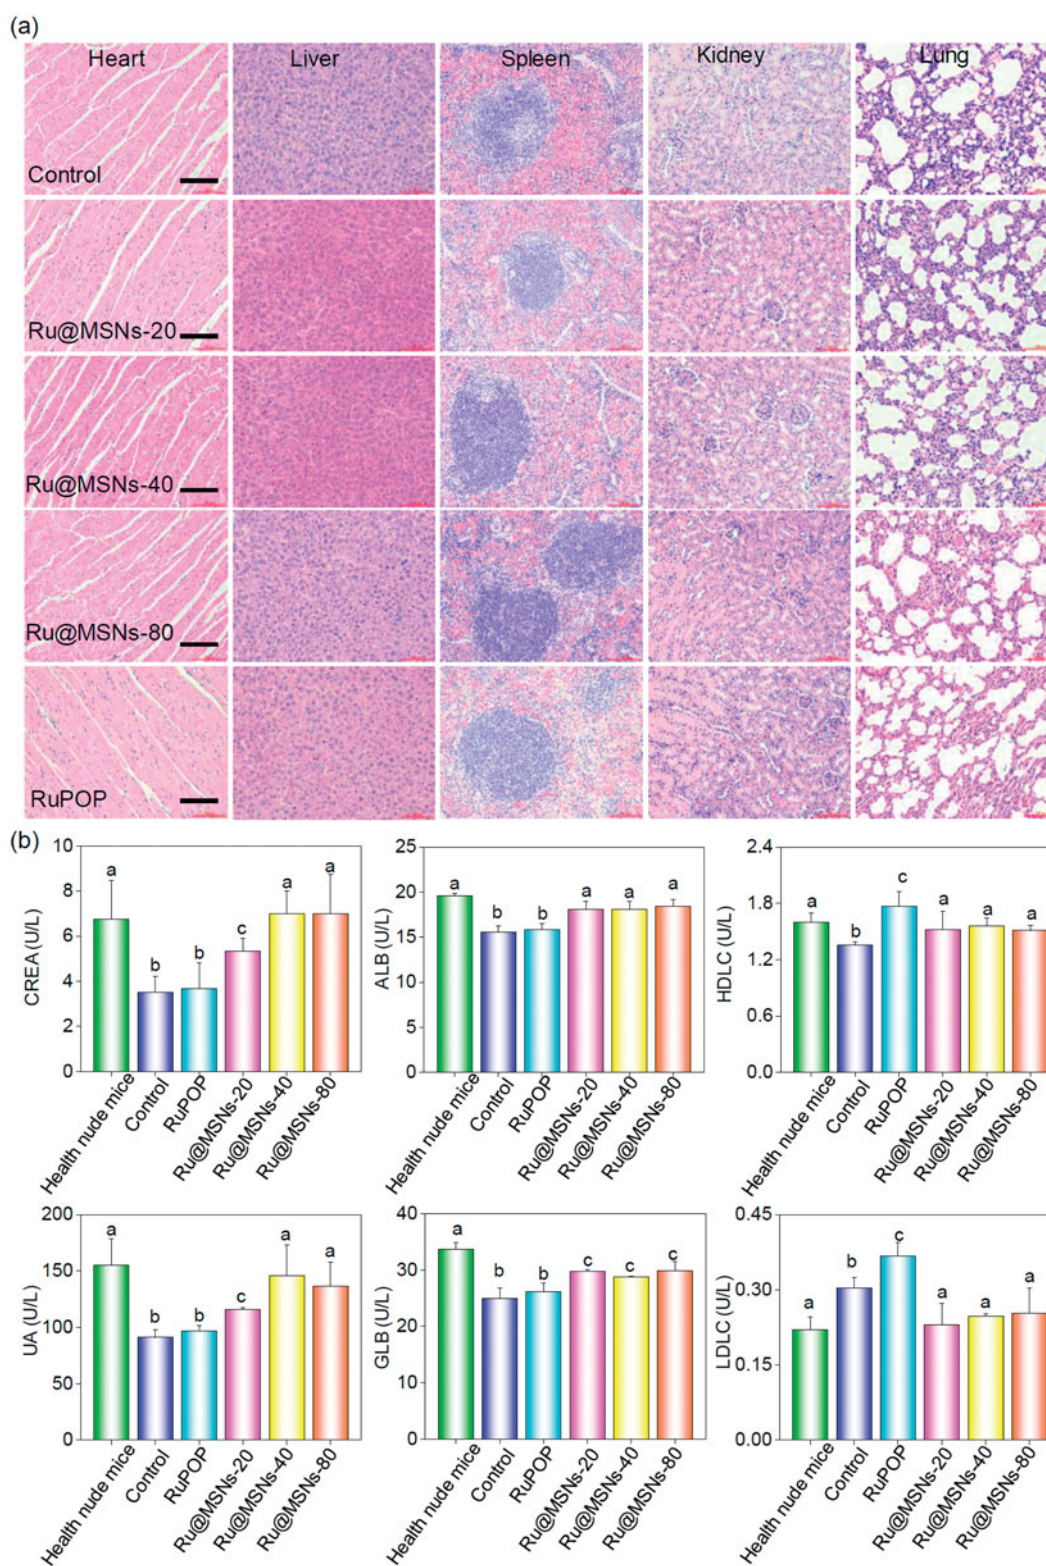 (a)
Heart Liver Spleen Kidney Lung
Control
Ru@MSNs-20
Ru@MSNs-40
Ru@MSNs-80
RuPOP
(b)
CREA (U/L)
10
8
6
4
2
0
a b b c a a
Health nude mice
Control
RuPOP
Ru@MSNs-20
Ru@MSNs-40
Ru@MSNs-80
ALB (U/L)
25
20
15
10
5
0
a b b a a a
Health nude mice
Control
RuPOP
Ru@MSNs-20
Ru@MSNs-40
Ru@MSNs-80
HDLC (U/L)
2.4
1.8
1.2
0.6
0.0
a b c a a a
Health nude mice
Control
RuPOP
Ru@MSNs-20
Ru@MSNs-40
Ru@MSNs-80
UA (U/L)
200
150
100
50
0
a b b c a a
Health nude mice
Control
RuPOP
Ru@MSNs-20
Ru@MSNs-40
Ru@MSNs-80
GLB (U/L)
40
30
20
10
0
a b b c c c
Health nude mice
Control
RuPOP
Ru@MSNs-20
Ru@MSNs-40
Ru@MSNs-80
LDLC (U/L)
0.45
0.30
0.15
0.00
a b c a a a
Health nude mice
Control
RuPOP
Ru@MSNs-20
Ru@MSNs-40
Ru@MSNs-80